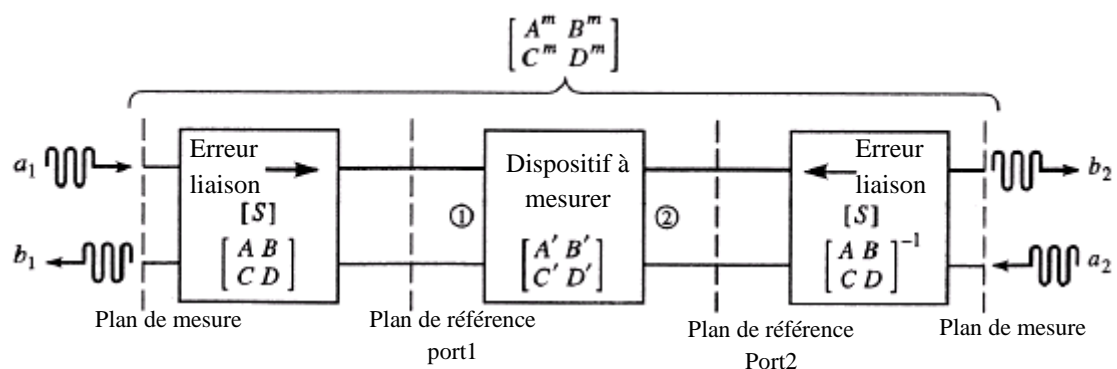 [ A^m B^m
C^m D^m ]
a₁
b₁
Erreur
liaison
[S]
[ A B
C D ]
Plan de mesure
①
Plan de référence
port1
Dispositif à
mesurer
[ A′ B′
C′ D′ ]
②
Plan de référence
Port2
Erreur
liaison
[S]
[ A B
C D ]⁻¹
Plan de mesure
b₂
a₂